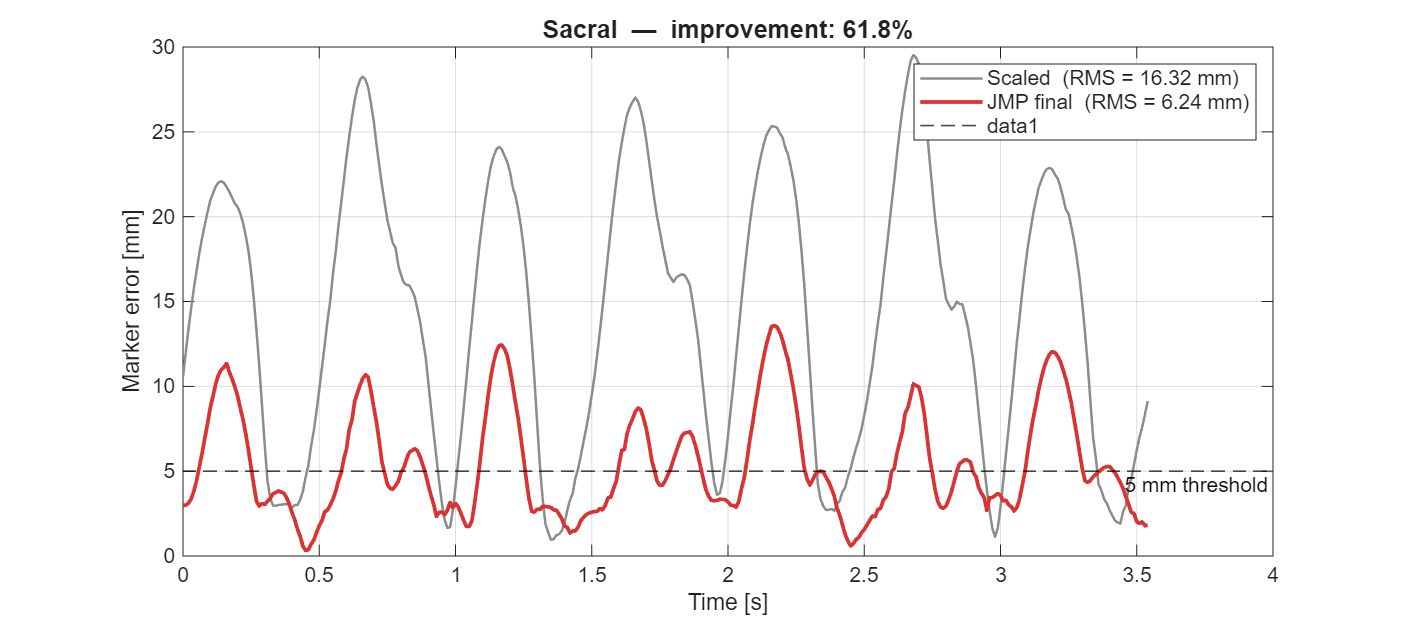 Sacral — improvement: 61.8%
30
25
20
15
10
5
0
Marker error [mm]
Scaled (RMS = 16.32 mm)
JMP final (RMS = 6.24 mm)
data1
5 mm threshold
0 0.5 1 1.5 2 2.5 3 3.5 4
Time [s]